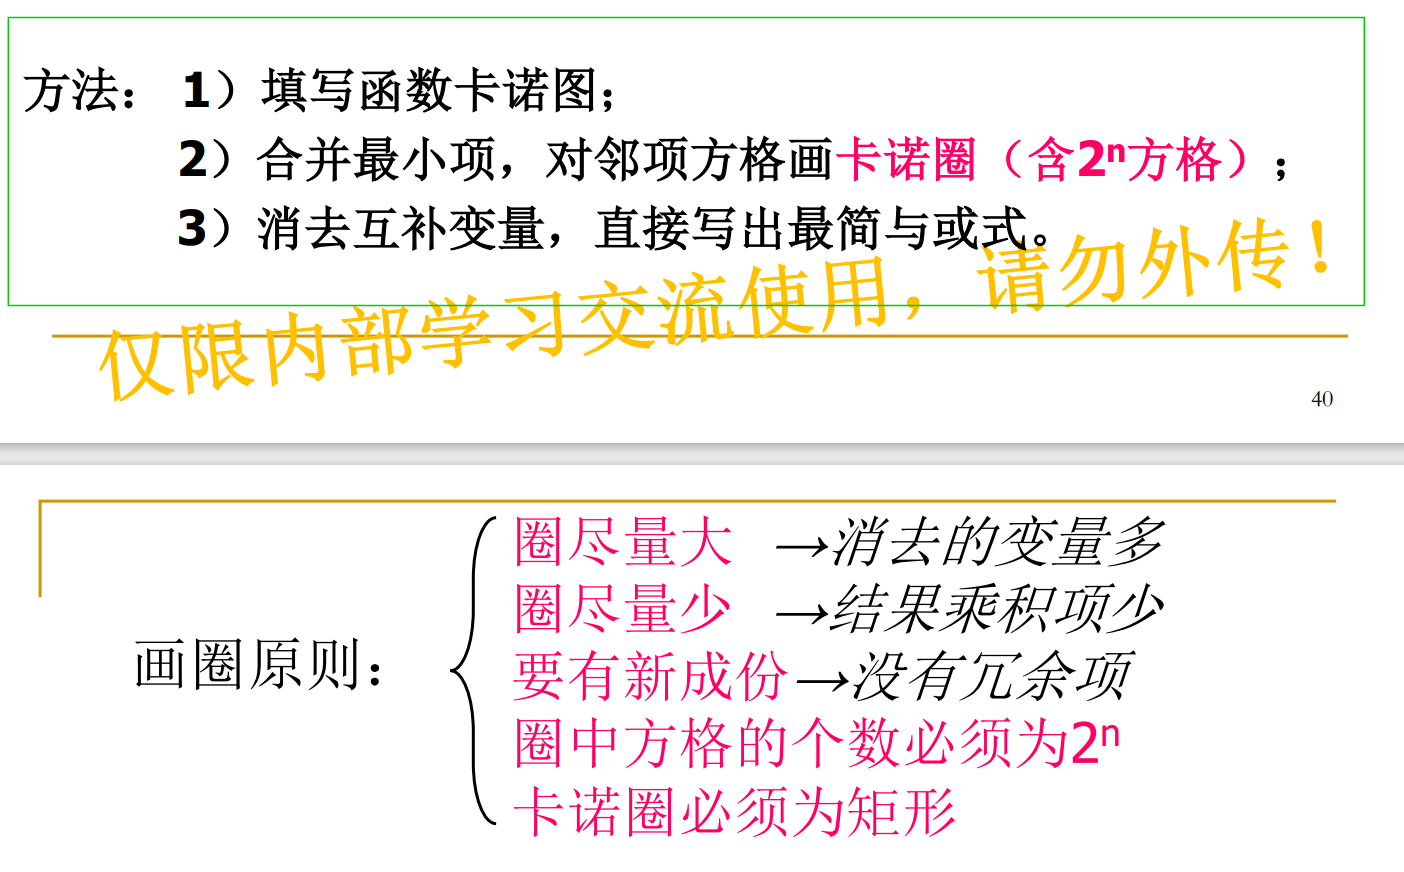 方法： 1）填写函数卡诺图；
2）合并最小项，对邻项方格画卡诺圈（含2ⁿ方格）；
3）消去互补变量，直接写出最简与或式。
仅限内部学习交流使用，请勿外传！
40
圈尽量大 →消去的变量多
圈尽量少 →结果乘积项少
画圈原则：
要有新成份→没有冗余项
圈中方格的个数必须为2ⁿ
卡诺圈必须为矩形